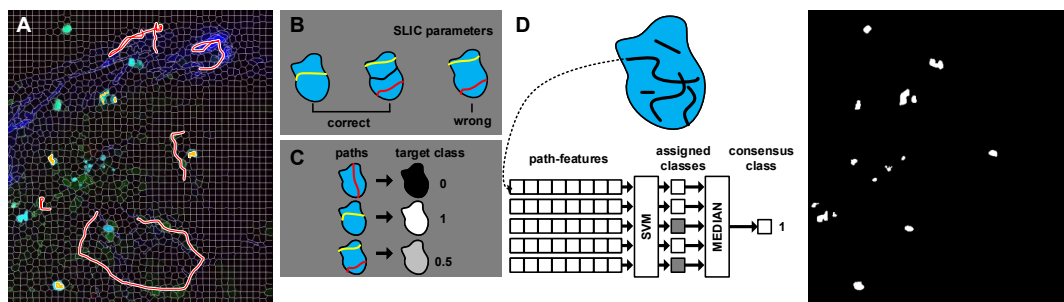 A
B
SLIC parameters
correct
wrong
C
paths
target class
0
1
0.5
D
path-features
assigned classes
consensus class
SVM
MEDIAN
1